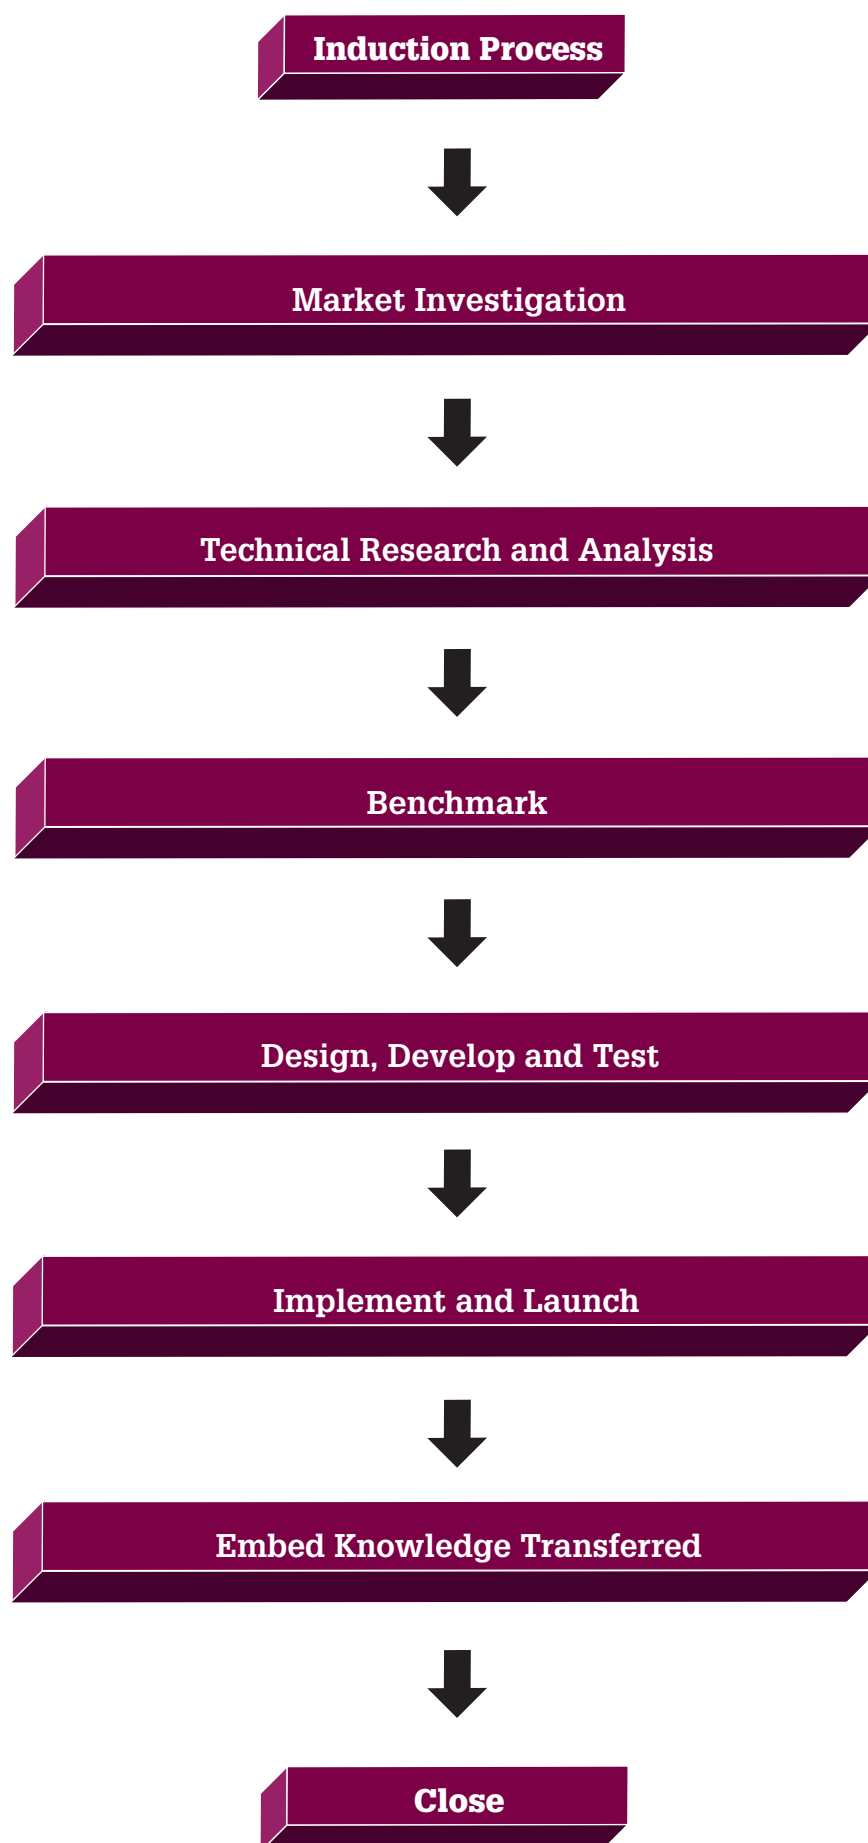 Induction Process
Market Investigation
Technical Research and Analysis
Benchmark
Design, Develop and Test
Implement and Launch
Embed Knowledge Transferred
Close